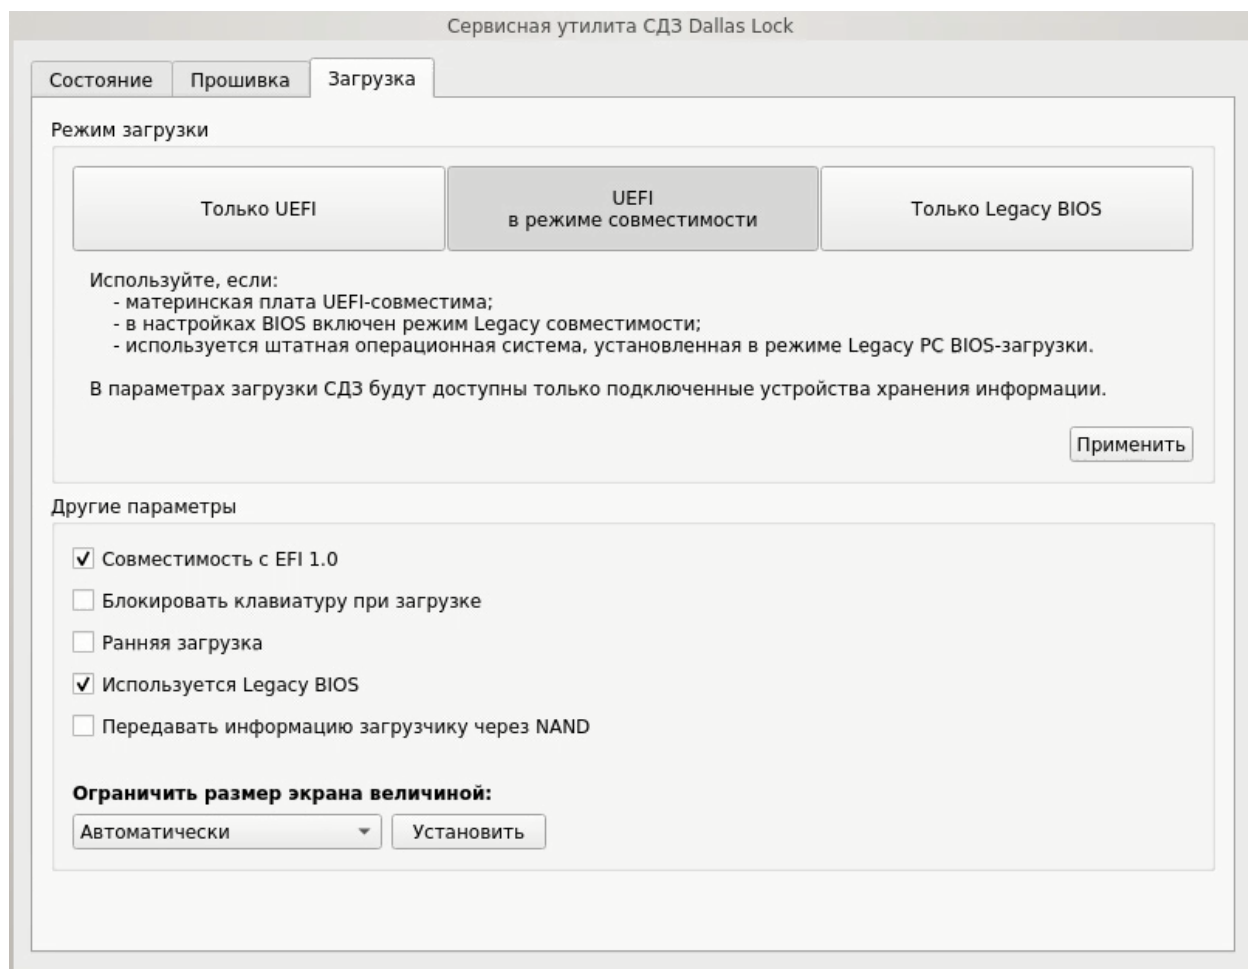 Сервисная утилита СДЗ Dallas Lock
Состояние
Прошивка
Загрузка
Режим загрузки
Только UEFI
UEFI
в режиме совместимости
Только Legacy BIOS
Используйте, если:
- материнская плата UEFI-совместима;
- в настройках BIOS включен режим Legacy совместимости;
- используется штатная операционная система, установленная в режиме Legacy PC BIOS-загрузки.
В параметрах загрузки СДЗ будут доступны только подключенные устройства хранения информации.
Применить
Другие параметры
Совместимость с EFI 1.0
Блокировать клавиатуру при загрузке
Ранняя загрузка
Используется Legacy BIOS
Передавать информацию загрузчику через NAND
Ограничить размер экрана величиной:
Автоматически
Установить